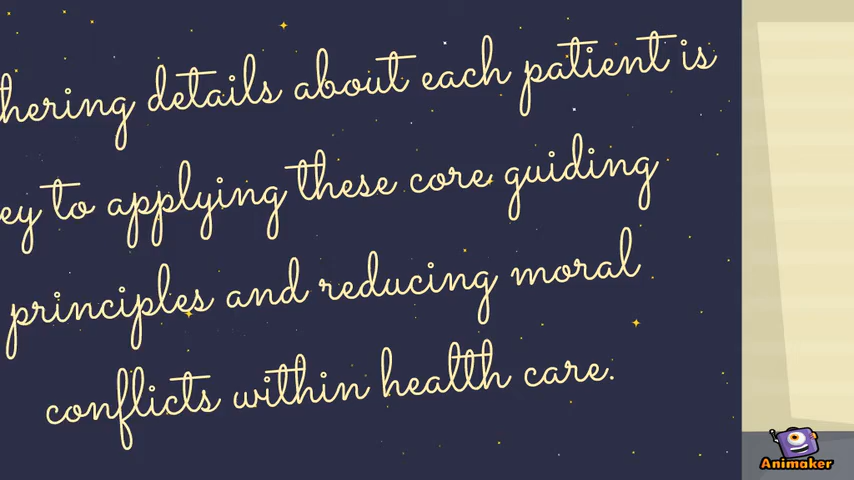 hering details about each patient is
ey to applying these core guiding
principles and reducing moral
conflicts within health care.
Animaker